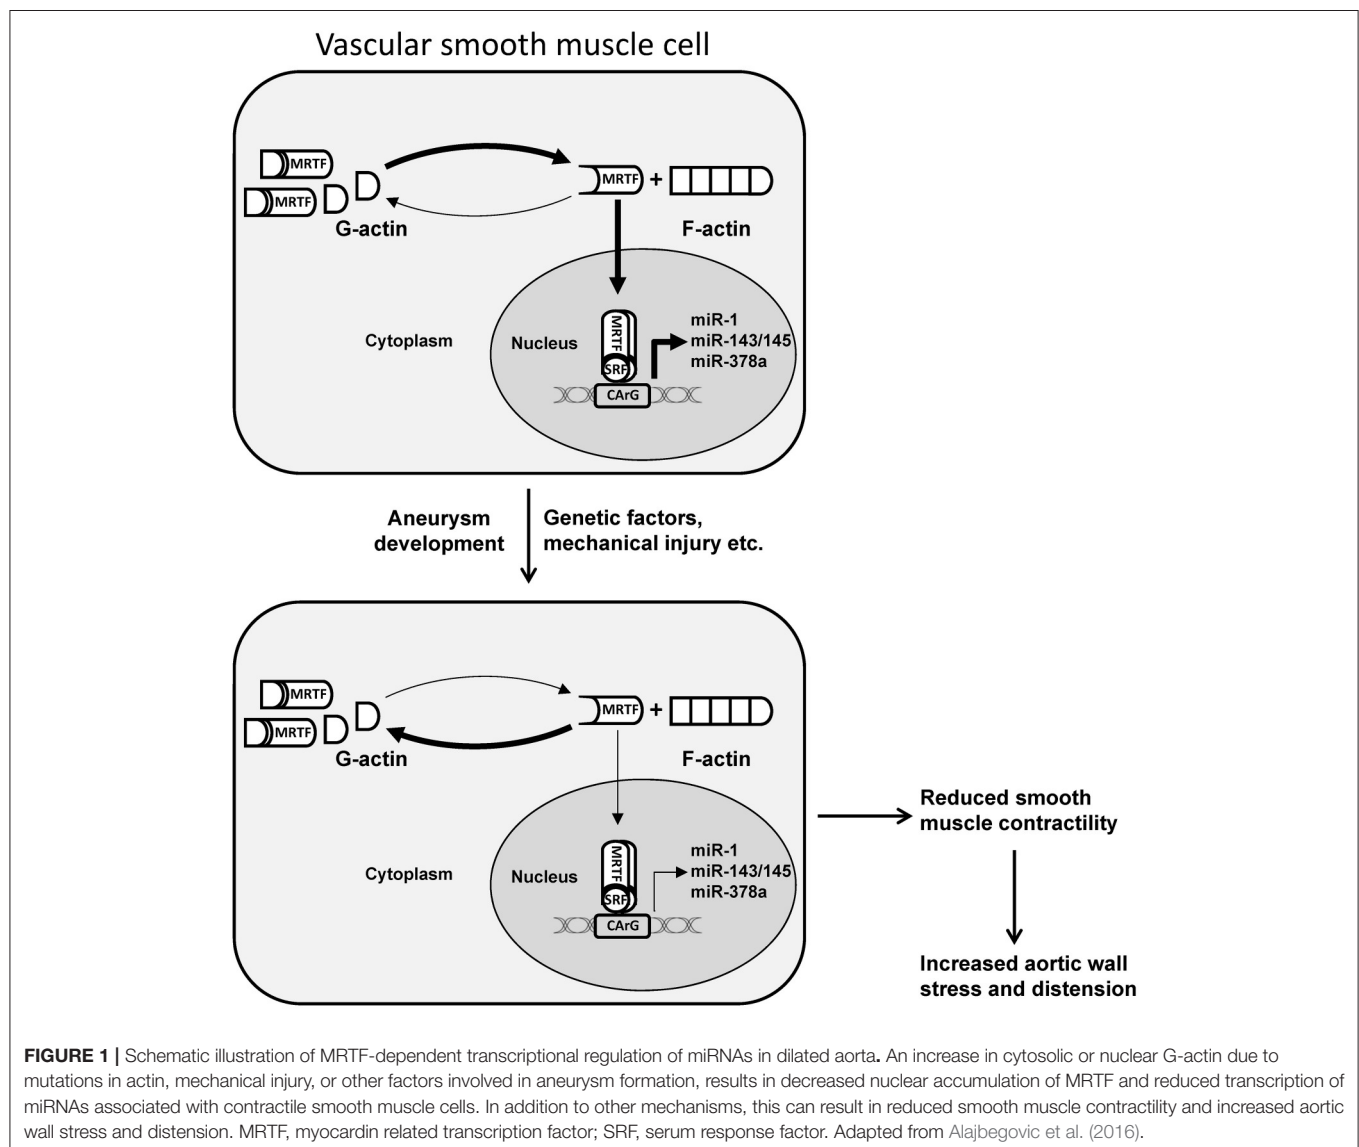 Vascular smooth muscle cell
MRTF
MRTF
G-actin
MRTF
+
F-actin
Cytoplasm
Nucleus
MRTF
SRF
CArG
miR-1
miR-143/145
miR-378a
Aneurysm
development
Genetic factors,
mechanical injury etc.
MRTF
MRTF
G-actin
MRTF
+
F-actin
Cytoplasm
Nucleus
MRTF
SRF
CArG
miR-1
miR-143/145
miR-378a
Reduced smooth
muscle contractility
Increased aortic wall
stress and distension
FIGURE 1 | Schematic illustration of MRTF-dependent transcriptional regulation of miRNAs in dilated aorta. An increase in cytosolic or nuclear G-actin due to
mutations in actin, mechanical injury, or other factors involved in aneurysm formation, results in decreased nuclear accumulation of MRTF and reduced transcription of
miRNAs associated with contractile smooth muscle cells. In addition to other mechanisms, this can result in reduced smooth muscle contractility and increased aortic
wall stress and distension. MRTF, myocardin related transcription factor; SRF, serum response factor. Adapted from Alajbegovic et al. (2016).